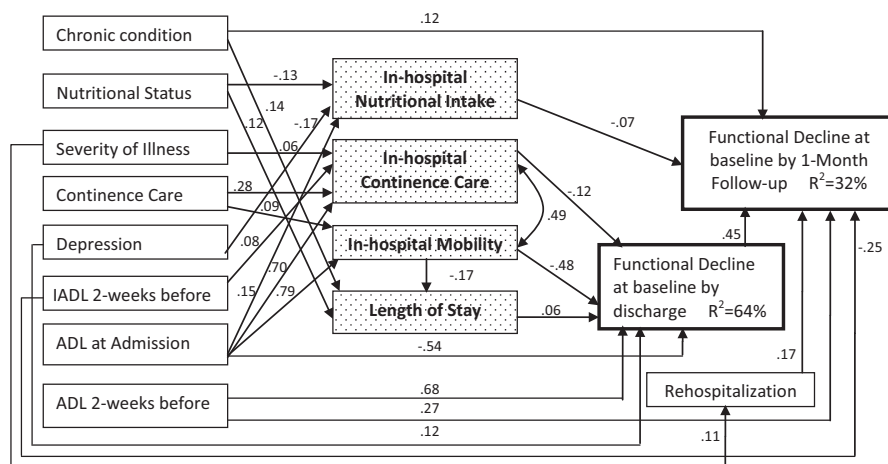 Chronic condition
Nutritional Status
Severity of Illness
Continence Care
Depression
IADL 2-weeks before
ADL at Admission
ADL 2-weeks before
In-hospital
Nutritional Intake
In-hospital
Continence Care
In-hospital Mobility
Length of Stay
Functional Decline at
baseline by 1-Month
Follow-up R²=32%
Functional Decline
at baseline by
discharge R²=64%
Rehospitalization
.12
-.13
.14
.12
-.17
.06
.28
.09
.08
.70
.15
.79
-.07
-.12
.49
-.48
-.17
.06
-.54
.45
-.25
.17
.68
.27
.12
.11